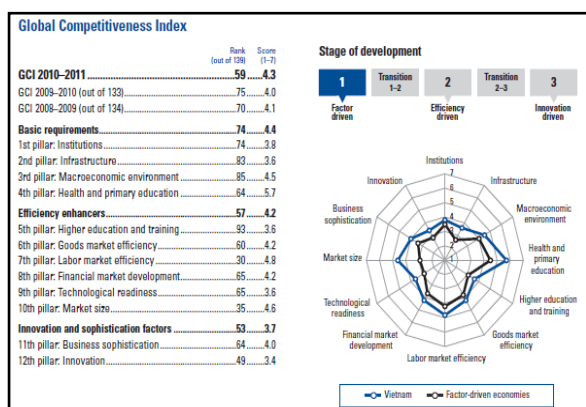 Global Competitiveness Index
Rank Score
(out of 139) (1–7)
GCI 2010–2011 59 4.3
GCI 2009–2010 (out of 133) 75 4.0
GCI 2008–2009 (out of 134) 70 4.1
Basic requirements 74 4.4
1st pillar: Institutions 74 3.8
2nd pillar: Infrastructure 83 3.6
3rd pillar: Macroeconomic environment 85 4.5
4th pillar: Health and primary education 64 5.7
Efficiency enhancers 57 4.2
5th pillar: Higher education and training 93 3.6
6th pillar: Goods market efficiency 60 4.2
7th pillar: Labor market efficiency 30 4.8
8th pillar: Financial market development 65 4.2
9th pillar: Technological readiness 65 3.6
10th pillar: Market size 35 4.6
Innovation and sophistication factors 53 3.7
11th pillar: Business sophistication 64 4.0
12th pillar: Innovation 49 3.4
Stage of development
1
Transition
1–2
2
Transition
2–3
3
Factor
driven
Efficiency
driven
Innovation
driven
Institutions
Infrastructure
Macroeconomic
environment
Health and
primary
education
Higher education
and training
Goods market
efficiency
Labor market efficiency
Financial market
development
Technological
readiness
Market size
Business
sophistication
Innovation
7
6
5
4
3
2
1
Vietnam Factor-driven economies